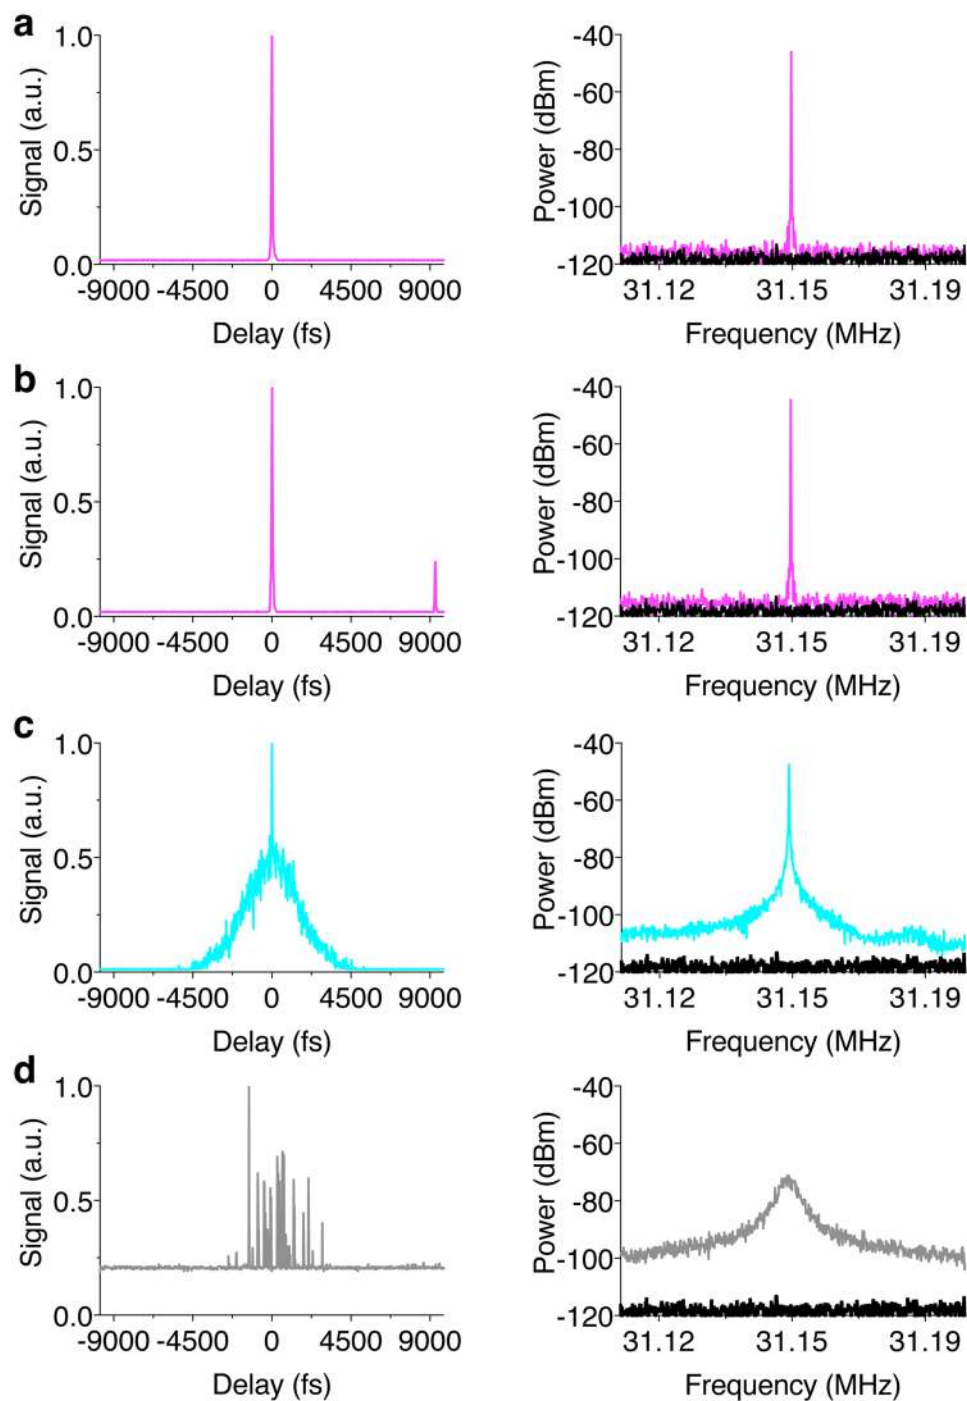 a
1.0
0.5
0.0
Signal (a.u.)
-9000 -4500 0 4500 9000
Delay (fs)
-40
-60
-80
-100
-120
Power (dBm)
31.12 31.15 31.19
Frequency (MHz)
b
1.0
0.5
0.0
Signal (a.u.)
-9000 -4500 0 4500 9000
Delay (fs)
-40
-60
-80
-100
-120
Power (dBm)
31.12 31.15 31.19
Frequency (MHz)
c
1.0
0.5
0.0
Signal (a.u.)
-9000 -4500 0 4500 9000
Delay (fs)
-40
-60
-80
-100
-120
Power (dBm)
31.12 31.15 31.19
Frequency (MHz)
d
1.0
0.5
0.0
Signal (a.u.)
-9000 -4500 0 4500 9000
Delay (fs)
-40
-60
-80
-100
-120
Power (dBm)
31.12 31.15 31.19
Frequency (MHz)